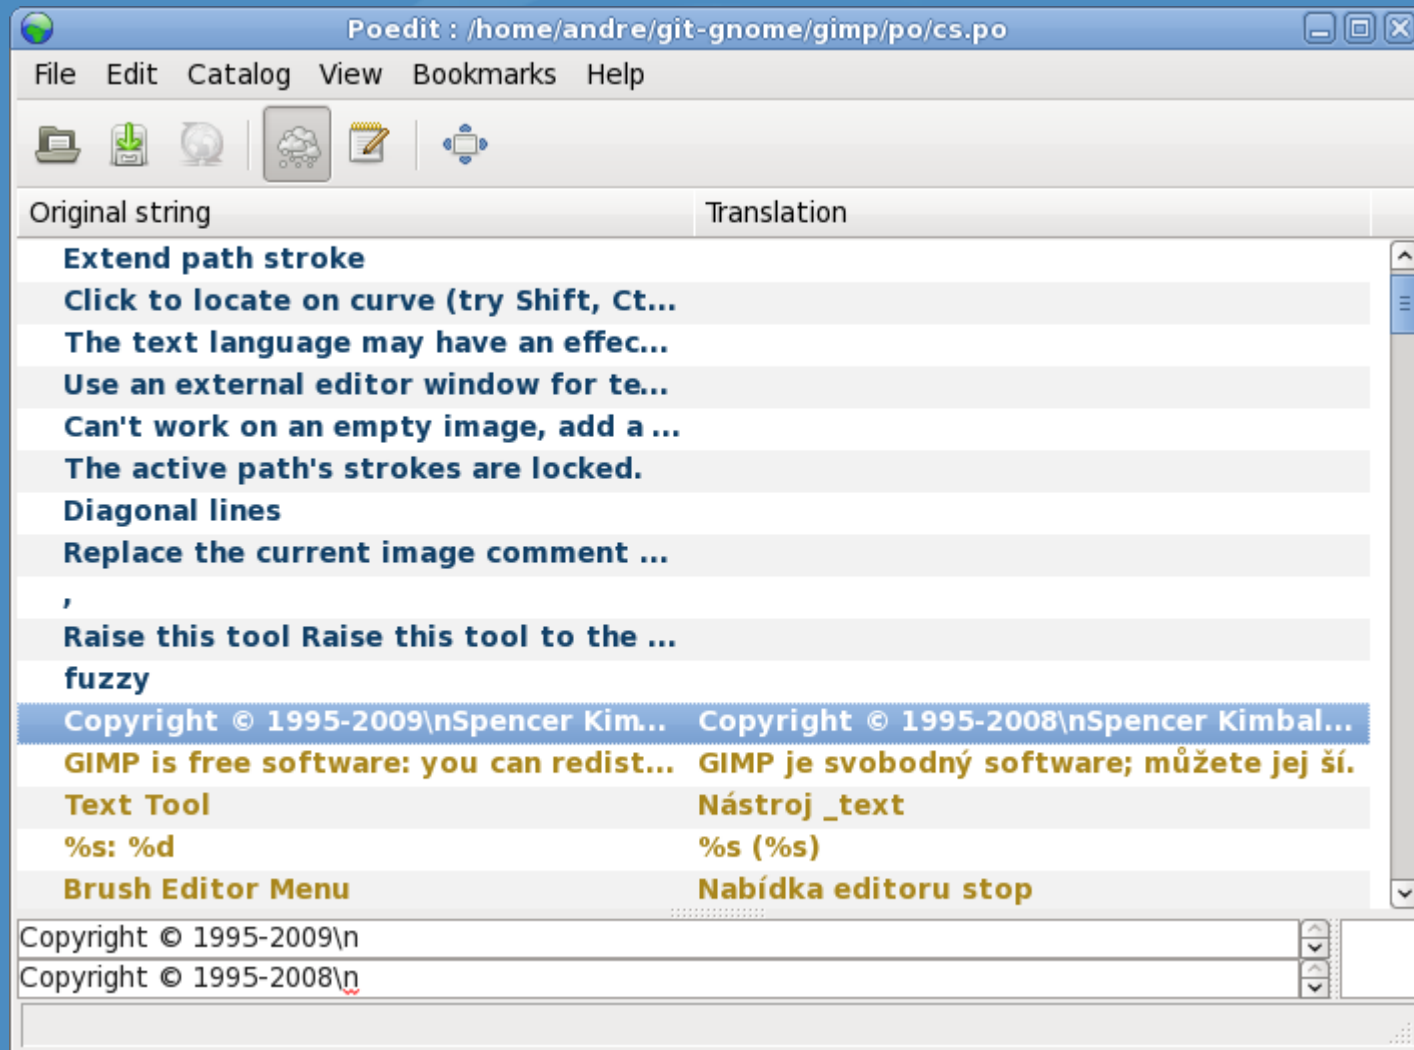 Poedit : /home/andre/git-gnome/gimp/po/cs.po
File Edit Catalog View Bookmarks Help
Original string Translation
Extend path stroke
Click to locate on curve (try Shift, Ct...
The text language may have an effec...
Use an external editor window for te...
Can't work on an empty image, add a ...
The active path's strokes are locked.
Diagonal lines
Replace the current image comment ...
,
Raise this tool Raise this tool to the ...
fuzzy
Copyright © 1995-2009\nSpencer Kim... Copyright © 1995-2008\nSpencer Kimbal...
GIMP is free software: you can redist... GIMP je svobodný software; můžete jej ší.
Text Tool Nástroj _text
%s: %d %s (%s)
Brush Editor Menu Nabídka editoru stop
Copyright © 1995-2009\n
Copyright © 1995-2008\n